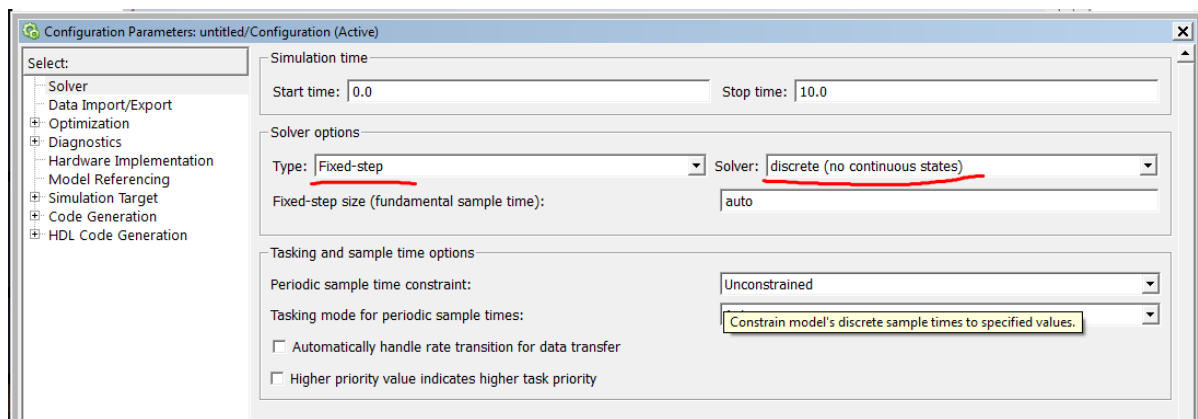 Configuration Parameters: untitled/Configuration (Active)
Select:
Solver
Data Import/Export
Optimization
Diagnostics
Hardware Implementation
Model Referencing
Simulation Target
Code Generation
HDL Code Generation
Simulation time
Start time: 0.0 Stop time: 10.0
Solver options
Type: Fixed-step Solver: discrete (no continuous states)
Fixed-step size (fundamental sample time): auto
Tasking and sample time options
Periodic sample time constraint: Unconstrained
Tasking mode for periodic sample times:
Constrain model's discrete sample times to specified values.
Automatically handle rate transition for data transfer
Higher priority value indicates higher task priority